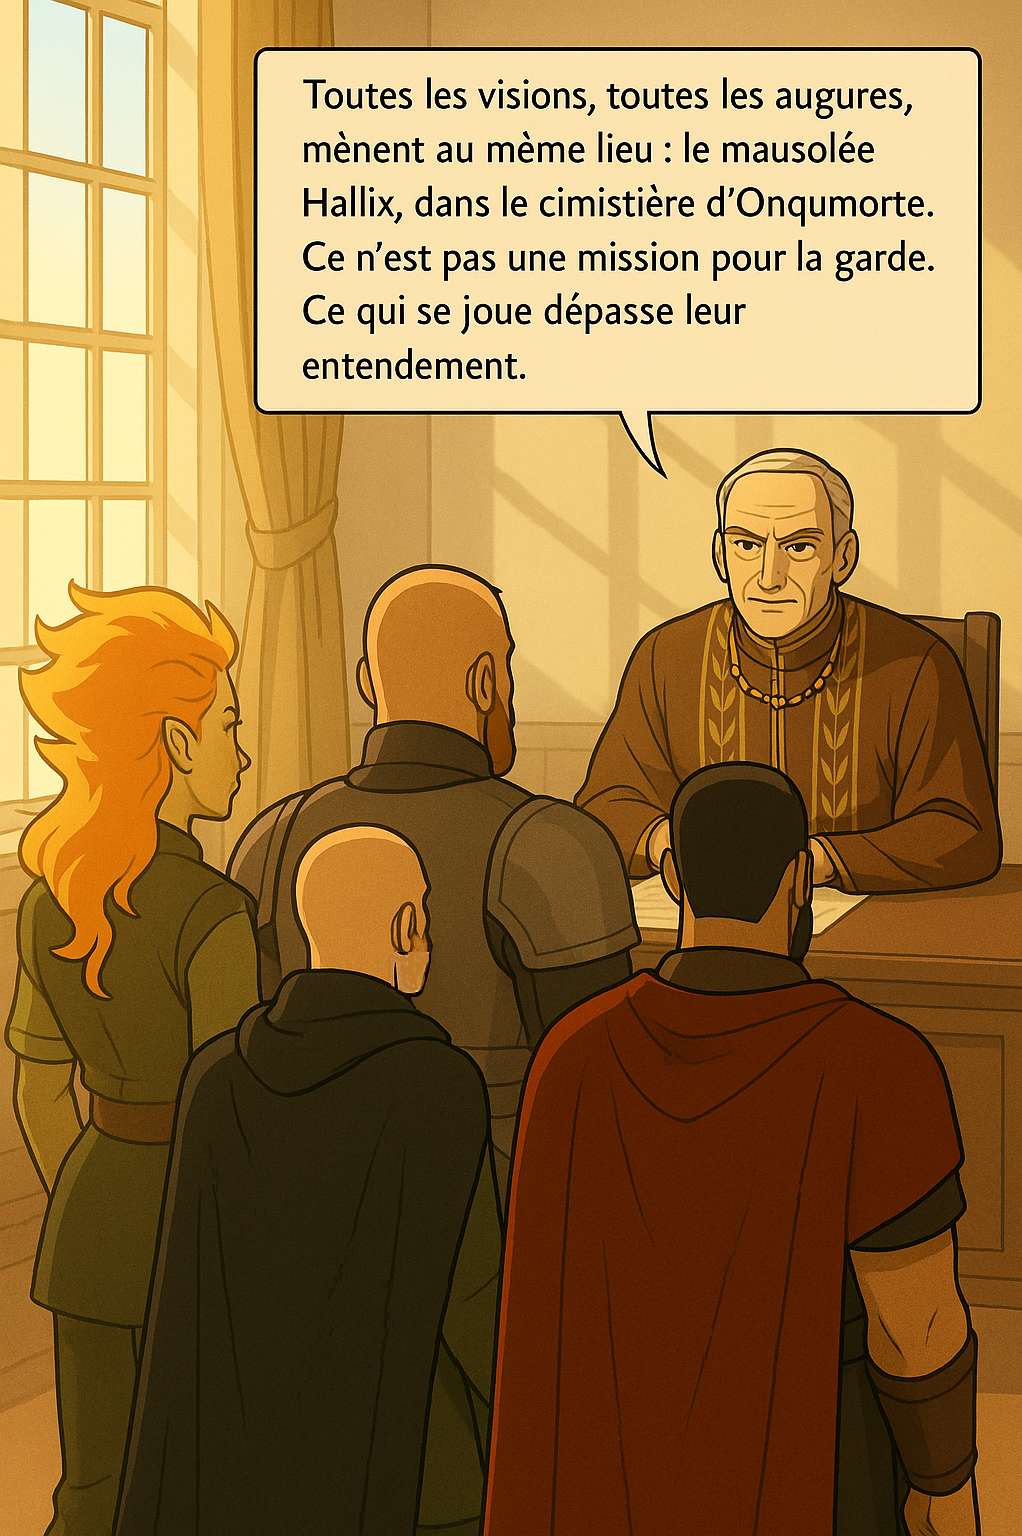 Toutes les visions, toutes les augures,
mènent au mème lieu : le mausolée
Hallix, dans le cimistière d'Onqumorte.
Ce n'est pas une mission pour la garde.
Ce qui se joue dépasse leur
entendement.